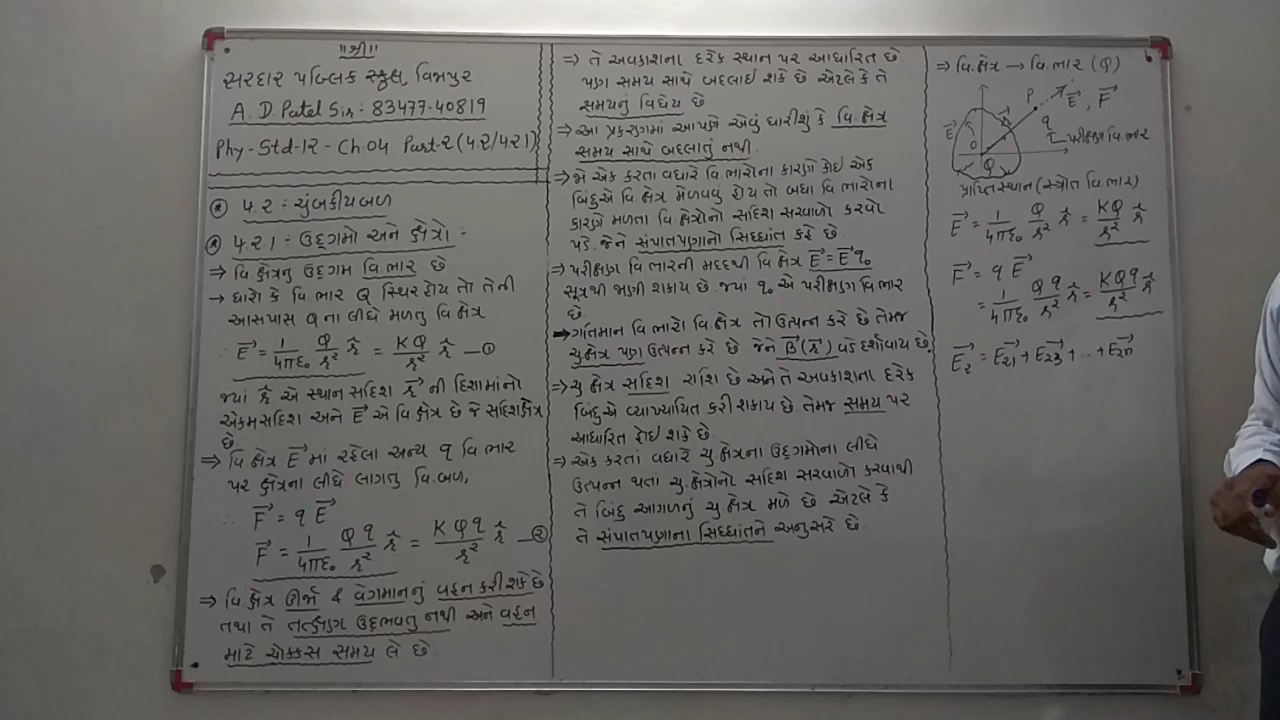 "શ્રી"
સરદાર પબ્લિક સ્કુલ, વિજાપુર
A. D. Patel Sir: 83477-40819
Phy-Std-12-Ch.04 Part-2(4.2/4.2.1)
* 4.2 : ચુંબકીયબળ
* 4.2.1 : ઉદ્દગમો અને ક્ષેત્રો :
⇒ વિ.ક્ષેત્રનુ ઉદ્દગમ વિ.ભાર છે
→ ધારો કે વિ.ભાર Q સ્થિર હોય તો તેની
આસપાસ Qના લીધે મળતુ વિ.ક્ષેત્ર
∴ E⃗ = 1/4πε₀ Q/r² r̂ = KQ/r² r̂ —①
જ્યાં r̂ એ સ્થાન સદિશ r⃗ ની દિશામાંનો
એકમસદિશ અને E⃗ એ વિ.ક્ષેત્ર છે જે સદિશક્ષેત્ર
છે.
⇒ વિ.ક્ષેત્ર E⃗ માં રહેલા અન્ય q વિ.ભાર
પર ક્ષેત્રના લીધે લાગતુ વિ.બળ,
∴ F⃗ = q E⃗
F⃗ = 1/4πε₀ Qq/r² r̂ = KQq/r² r̂ —②
⇒ વિ.ક્ષેત્ર ઊર્જા & વેગમાનનું વહન કરી શકે છે
તથા તે તત્ક્ષણ ઉદ્દભવતું નથી અને વહન
માટે ચોક્કસ સમય લે છે.
⇒ તે અવકાશના દરેક સ્થાન પર આધારિત છે
પણ સમય સાથે બદલાઈ શકે છે એટલેકે તે
સમયનું વિધેય છે
⇒ આ પ્રકરણમાં આપણે એવું ધારીશું કે વિ.ક્ષેત્ર
સમય સાથે બદલાતું નથી.
⇒ જો એક કરતા વધારે વિ.ભારોના કારણે કોઇ એક
બિંદુએ વિ.ક્ષેત્ર મેળવવું હોય તો બધા વિ.ભારોના
કારણે મળતા વિ.ક્ષેત્રોનો સદિશ સરવાળો કરવો
પડે. જેને સંપાતપણાનો સિદ્ધાંત કહે છે.
⇒ પરીક્ષણ વિ.ભારની મદદથી વિ.ક્ષેત્ર E⃗ = E⃗ q₀
સૂત્રથી જાણી શકાય છે. જ્યાં q₀ એ પરીક્ષણ વિ.ભાર
છે
⇒ ગતિમાન વિ.ભારો વિ.ક્ષેત્ર તો ઉત્પન્ન કરે છે તેમજ
ચુ.ક્ષેત્ર પણ ઉત્પન્ન કરે છે જેને B⃗(r⃗) વડે દર્શાવાય છે.
⇒ ચુ.ક્ષેત્ર સદિશ રાશિ છે અને તે અવકાશના દરેક
બિંદુએ વ્યાખ્યાયિત કરી શકાય છે. તેમજ સમય પર
આધારિત હોઇ શકે છે.
⇒ એક કરતાં વધારે ચુ.ક્ષેત્રના ઉદ્દગમોના લીધે
ઉત્પન્ન થતા ચુ.ક્ષેત્રોનો સદિશ સરવાળો કરવાથી
તે બિંદુ આગળનું ચુ.ક્ષેત્ર મળે છે એટલે કે
તે સંપાતપણાના સિદ્ધાંતને અનુસરે છે.
⇒ વિ.ક્ષેત્ર → વિ.ભાર (Q)
P E⃗, F⃗
E⃗ r⃗ q
O પરીક્ષણ વિ.ભાર
Q
પ્રાપ્તિસ્થાન (સ્ત્રોત વિ.ભાર)
E⃗ = 1/4πε₀ Q/r² r̂ = KQ/r² r̂
F⃗ = q E⃗
= 1/4πε₀ Qq/r² r̂ = KQq/r² r̂
E⃗₂ = E⃗₂₁ + E⃗₂₃ + ... + E⃗₂ₙ